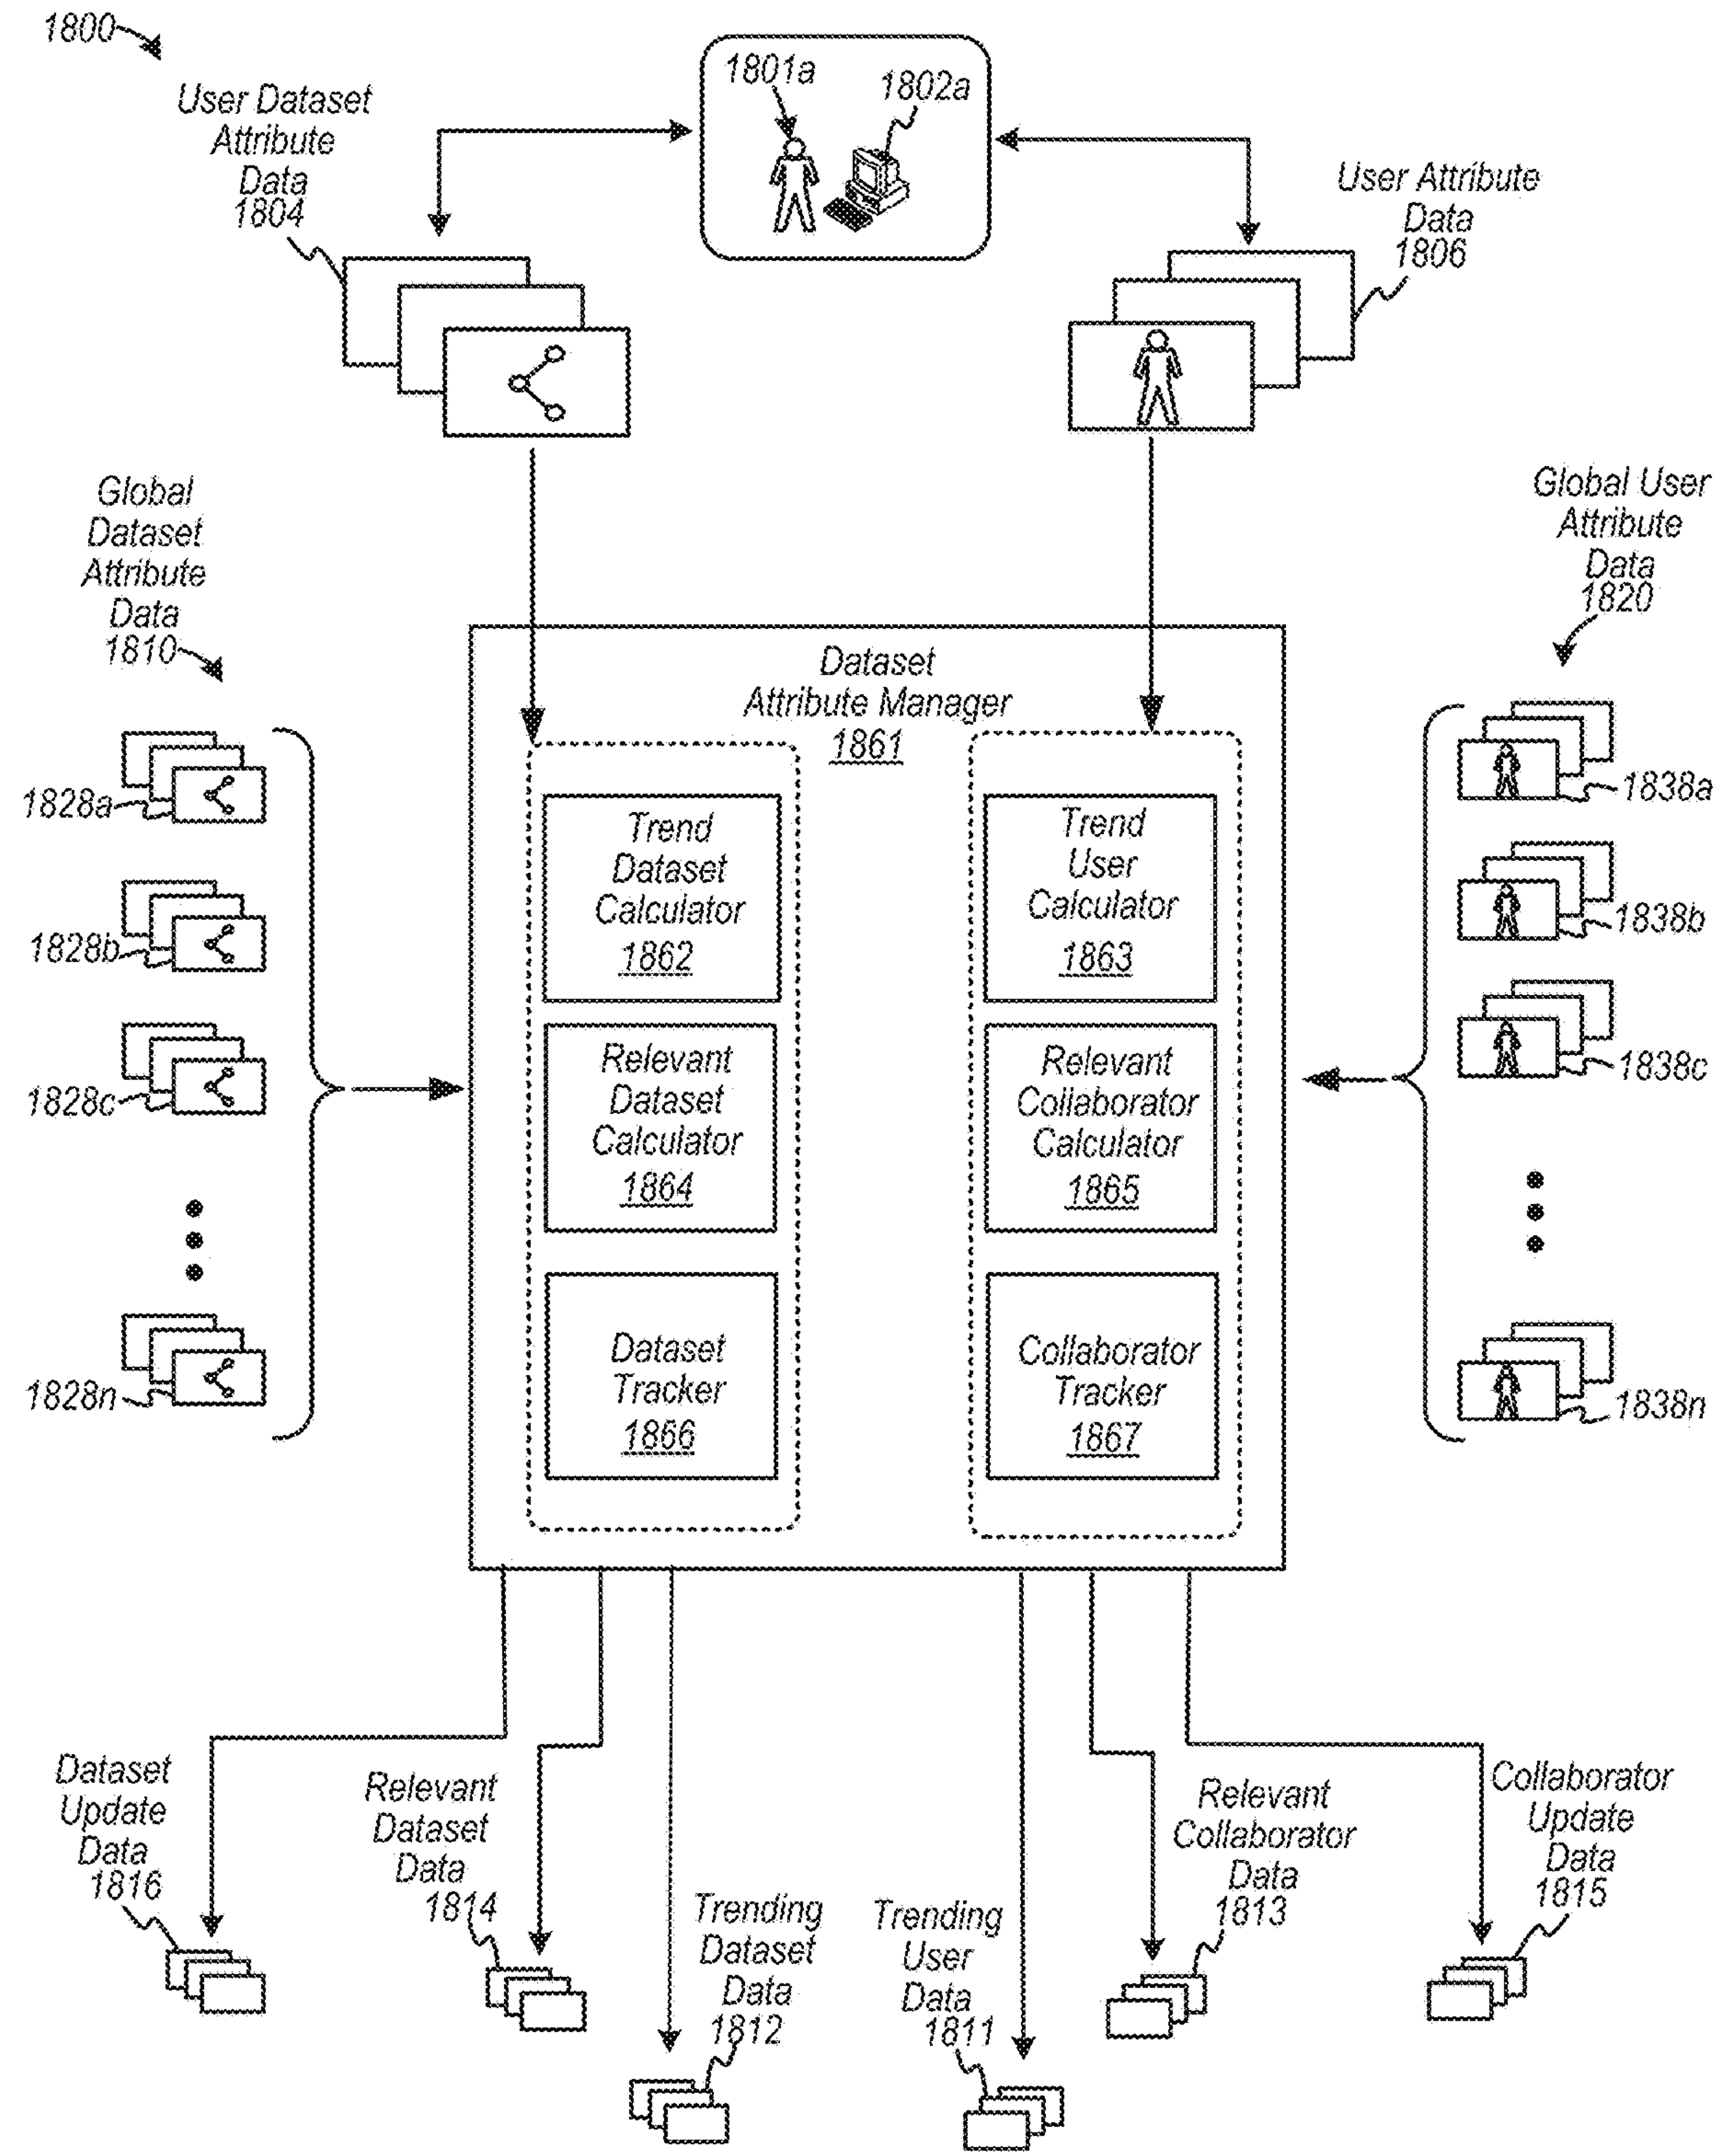 1800
1801a
1802a
User Dataset
Attribute
Data
1804
User Attribute
Data
1806
Global
Dataset
Attribute
Data
1810
Global User
Attribute
Data
1820
Dataset
Attribute Manager
1861
1828a
1828b
1828c
1828n
Trend
Dataset
Calculator
1862
Relevant
Dataset
Calculator
1864
Dataset
Tracker
1866
Trend
User
Calculator
1863
Relevant
Collaborator
Calculator
1865
Collaborator
Tracker
1867
1838a
1838b
1838c
1838n
Dataset
Update
Data
1816
Relevant
Dataset
Data
1814
Trending
Dataset
Data
1812
Trending
User
Data
1811
Relevant
Collaborator
Data
1813
Collaborator
Update
Data
1815